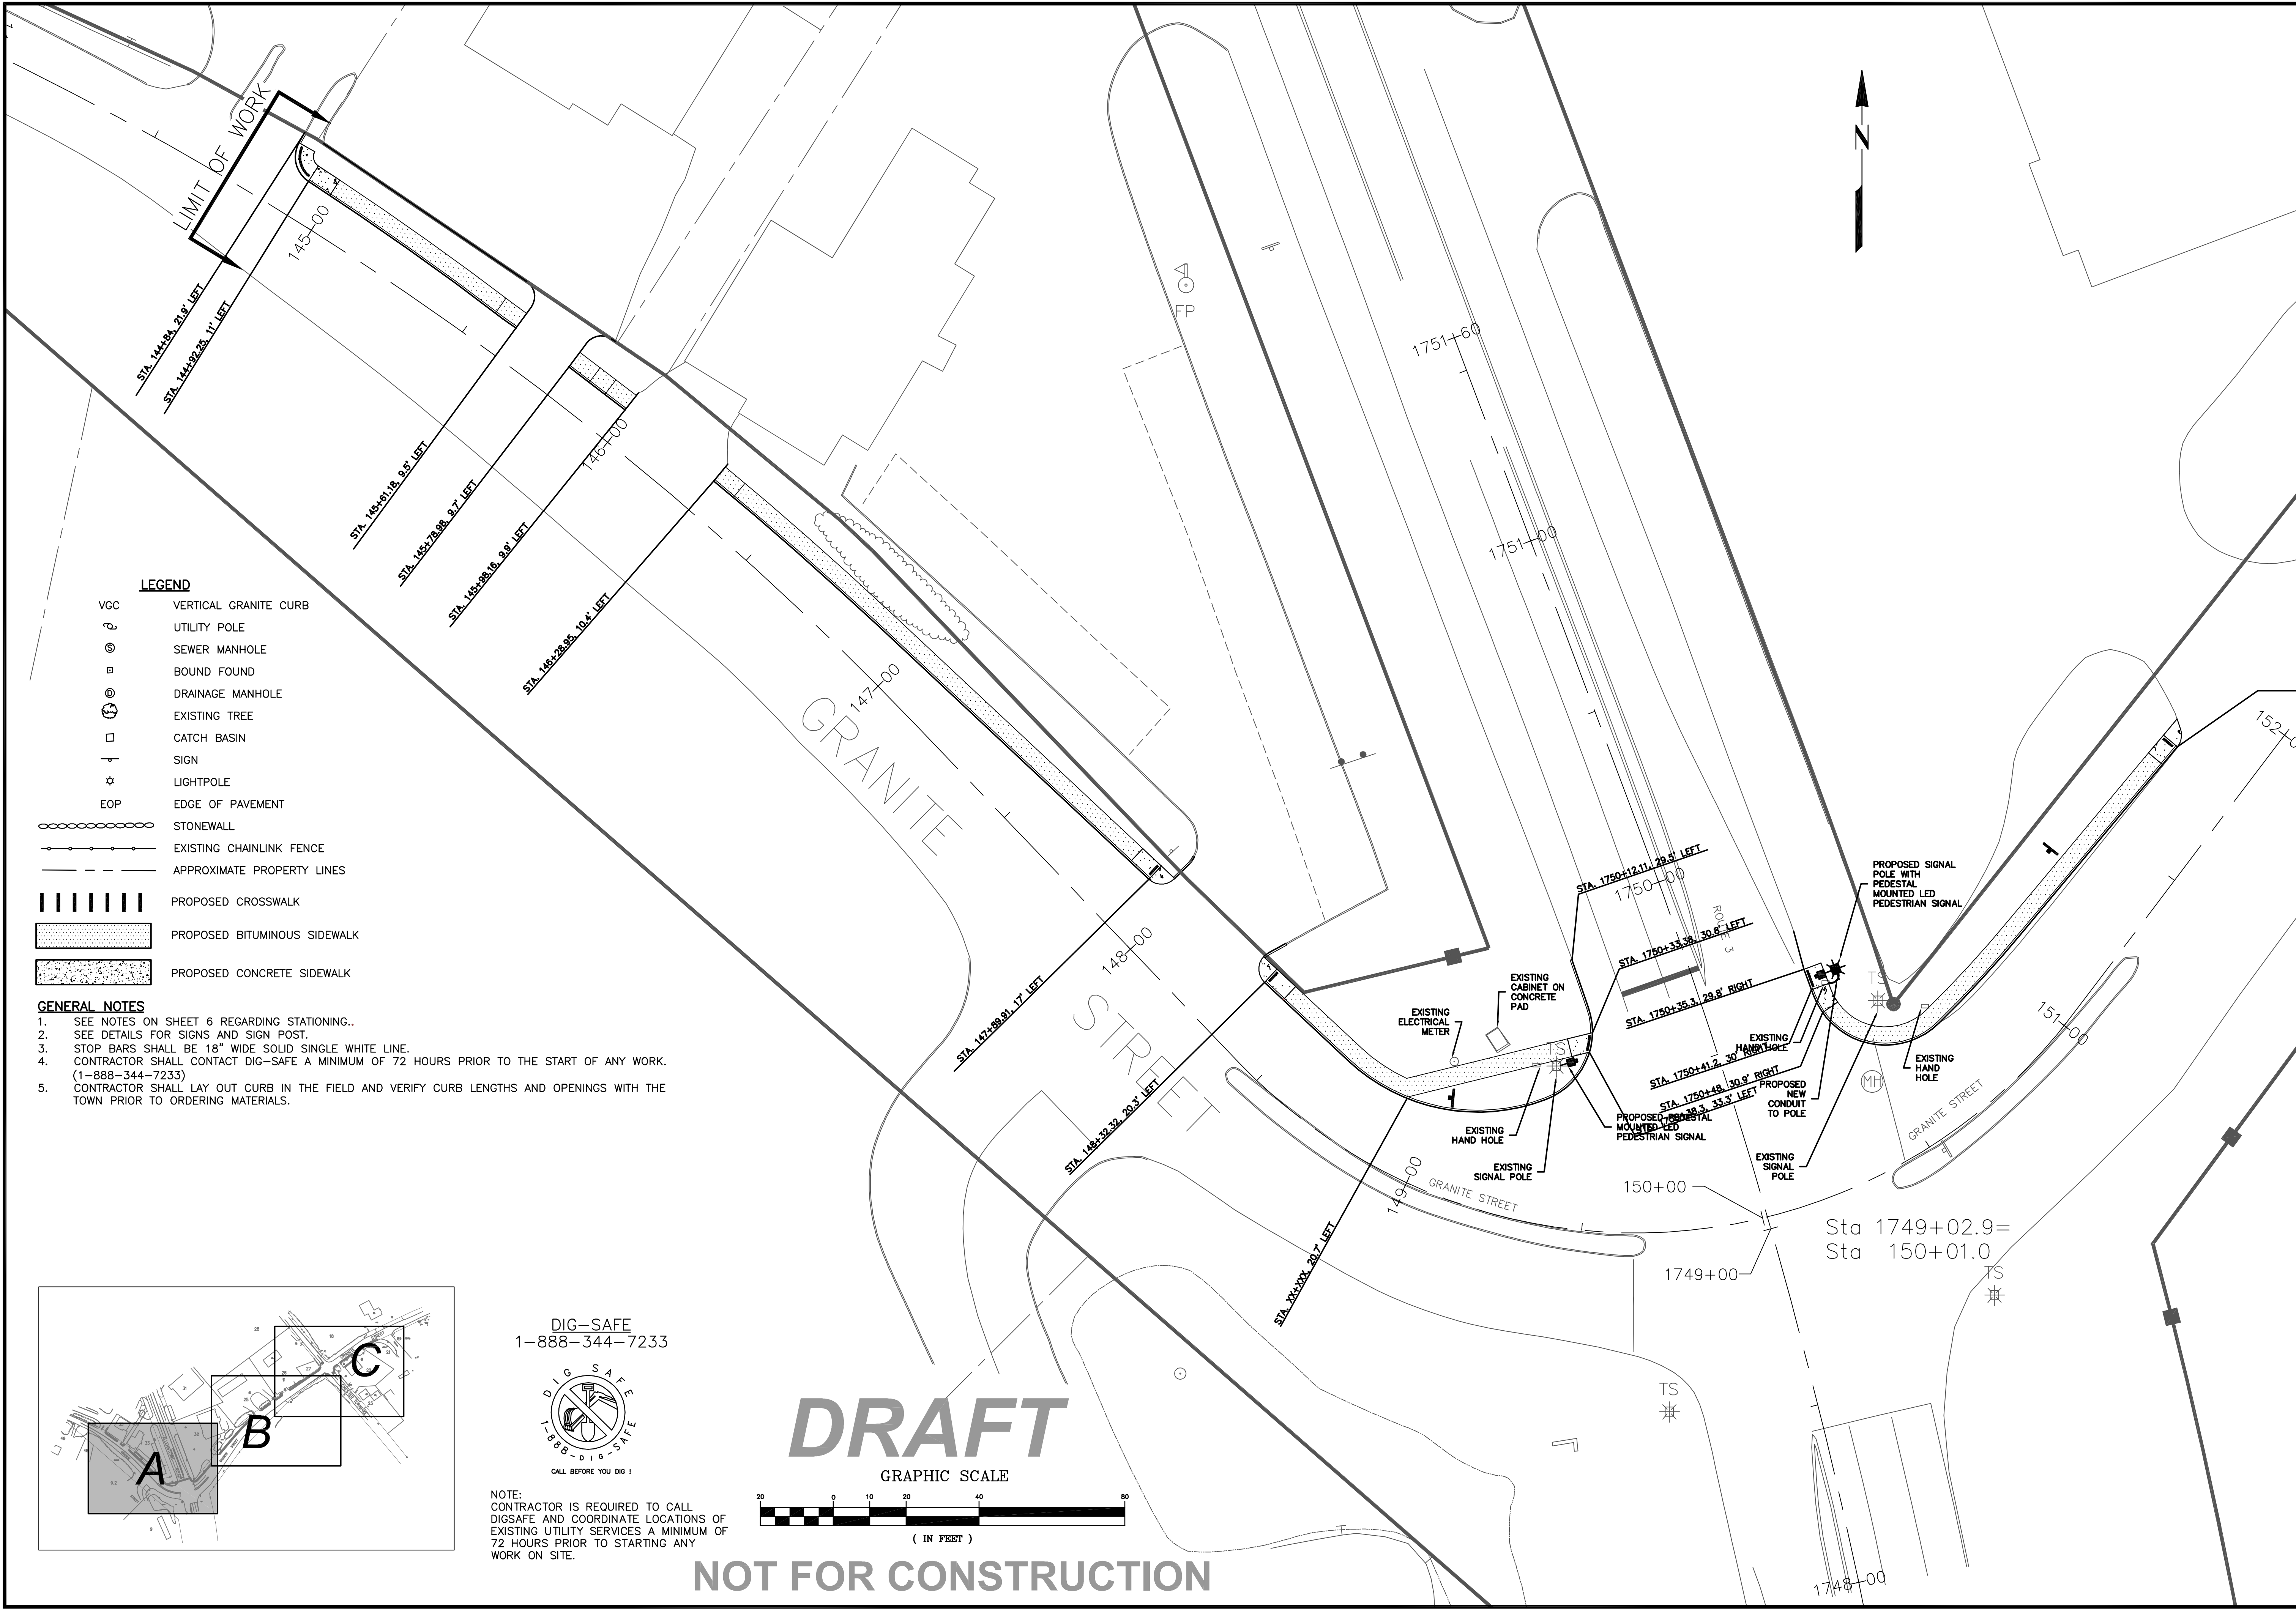 LIMIT OF WORK
145+00
STA. 144+84, 21.9' LEFT
STA. 144+92.25, 11' LEFT
STA. 145+61.18, 9.5' LEFT
STA. 145+78.98, 9.7' LEFT
STA. 145+98.16, 9.9' LEFT
146+00
STA. 146+28.95, 10.4' LEFT
147+00
GRANITE
STREET
148+00
STA. 147+89.91, 17' LEFT
STA. 148+32.32, 20.3' LEFT
STA. XX+XXX, 20.7' LEFT
149+00
FP
N
1751+60
1751+00
1750+00
ROUTE 3
STA. 1750+12.11, 29.5' LEFT
STA. 1750+33.38, 30.8' LEFT
STA. 1750+35.3, 29.8' RIGHT
STA. 1750+41.2, 30' RIGHT
STA. 1750+48, 30.9' RIGHT
33.3' LEFT
PROPOSED SIGNAL
POLE WITH
PEDESTAL
MOUNTED LED
PEDESTRIAN SIGNAL
EXISTING
CABINET ON
CONCRETE
PAD
EXISTING
ELECTRICAL
METER
TS
TS
EXISTING
HAND HOLE
EXISTING
HAND
HOLE
MH
PROPOSED
NEW
CONDUIT
TO POLE
PROPOSED PEDESTAL
MOUNTED LED
PEDESTRIAN SIGNAL
EXISTING
HAND HOLE
EXISTING
SIGNAL POLE
EXISTING
SIGNAL
POLE
GRANITE STREET
GRANITE STREET
150+00
151+00
152+0
1749+00
Sta 1749+02.9=
Sta 150+01.0
TS
TS
1748+00
LEGEND
VGC VERTICAL GRANITE CURB
UTILITY POLE
S SEWER MANHOLE
BOUND FOUND
D DRAINAGE MANHOLE
EXISTING TREE
CATCH BASIN
SIGN
LIGHTPOLE
EOP EDGE OF PAVEMENT
STONEWALL
EXISTING CHAINLINK FENCE
APPROXIMATE PROPERTY LINES
PROPOSED CROSSWALK
PROPOSED BITUMINOUS SIDEWALK
PROPOSED CONCRETE SIDEWALK
GENERAL NOTES
1. SEE NOTES ON SHEET 6 REGARDING STATIONING..
2. SEE DETAILS FOR SIGNS AND SIGN POST.
3. STOP BARS SHALL BE 18" WIDE SOLID SINGLE WHITE LINE.
4. CONTRACTOR SHALL CONTACT DIG-SAFE A MINIMUM OF 72 HOURS PRIOR TO THE START OF ANY WORK.
(1-888-344-7233)
5. CONTRACTOR SHALL LAY OUT CURB IN THE FIELD AND VERIFY CURB LENGTHS AND OPENINGS WITH THE
TOWN PRIOR TO ORDERING MATERIALS.
A
B
C
DIG-SAFE
1-888-344-7233
DIG SAFE
1-888-DIG-SAFE
CALL BEFORE YOU DIG !
NOTE:
CONTRACTOR IS REQUIRED TO CALL
DIGSAFE AND COORDINATE LOCATIONS OF
EXISTING UTILITY SERVICES A MINIMUM OF
72 HOURS PRIOR TO STARTING ANY
WORK ON SITE.
DRAFT
GRAPHIC SCALE
20 0 10 20 40 80
( IN FEET )
NOT FOR CONSTRUCTION